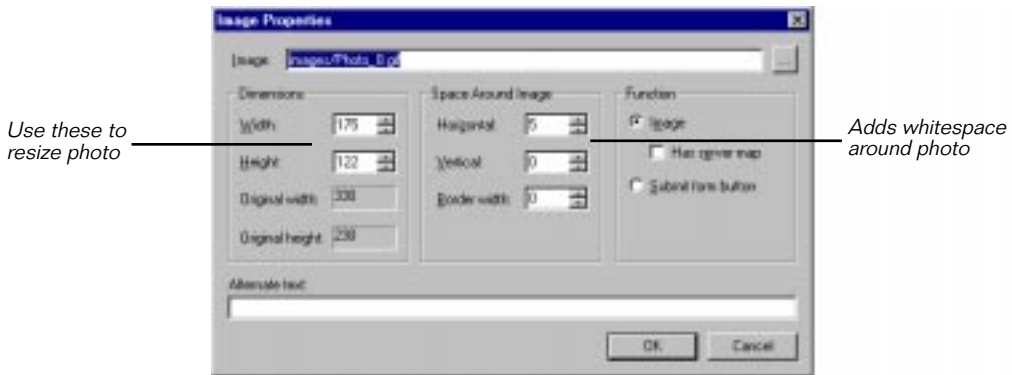 Image Properties
Image: images/Photo_8.gif
...
Dimensions
Width: 175
Height: 122
Original width: 330
Original height: 230
Space Around Image
Horizontal: 5
Vertical: 0
Border width: 0
Function
Image
Has server map
Submit form button
Alternate text:
OK
Cancel
Use these to
resize photo
Adds whitespace
around photo